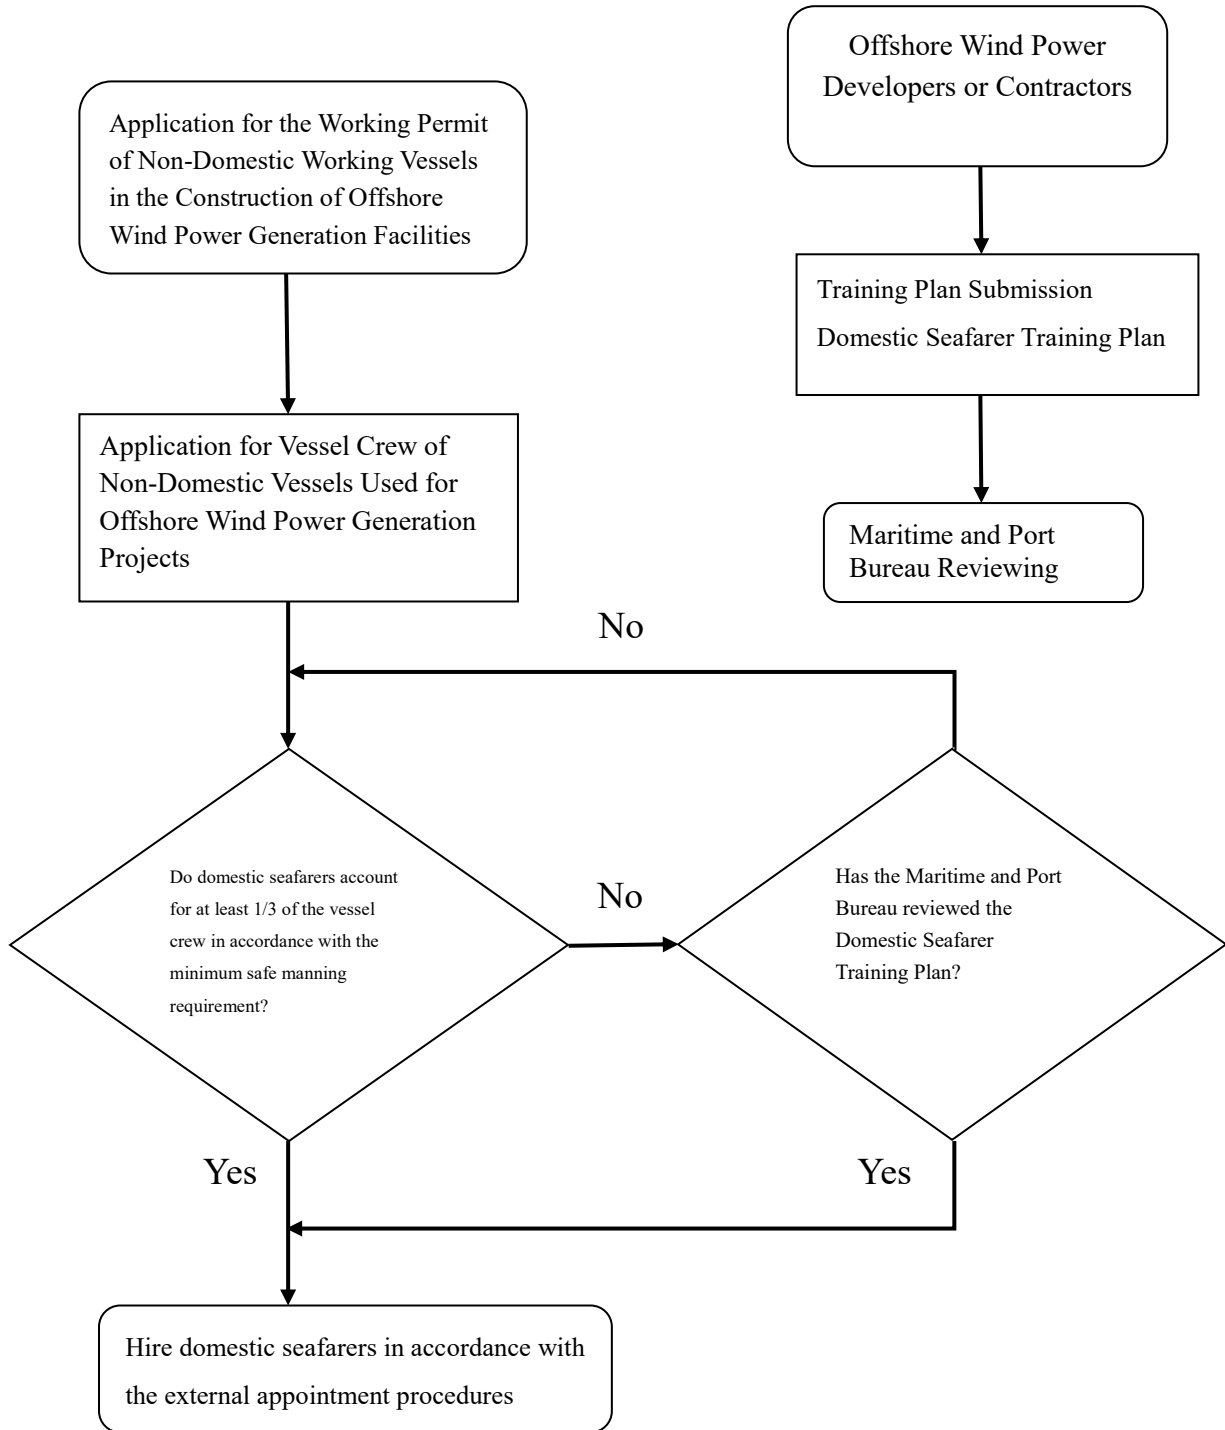 Offshore Wind Power
Developers or Contractors
Application for the Working Permit
of Non-Domestic Working Vessels
in the Construction of Offshore
Wind Power Generation Facilities
Training Plan Submission
Domestic Seafarer Training Plan
Application for Vessel Crew of
Non-Domestic Vessels Used for
Offshore Wind Power Generation
Projects
Maritime and Port
Bureau Reviewing
No
Do domestic seafarers account
for at least 1/3 of the vessel
crew in accordance with the
minimum safe manning
requirement?
No
Has the Maritime and Port
Bureau reviewed the
Domestic Seafarer
Training Plan?
Yes
Yes
Hire domestic seafarers in accordance with
the external appointment procedures